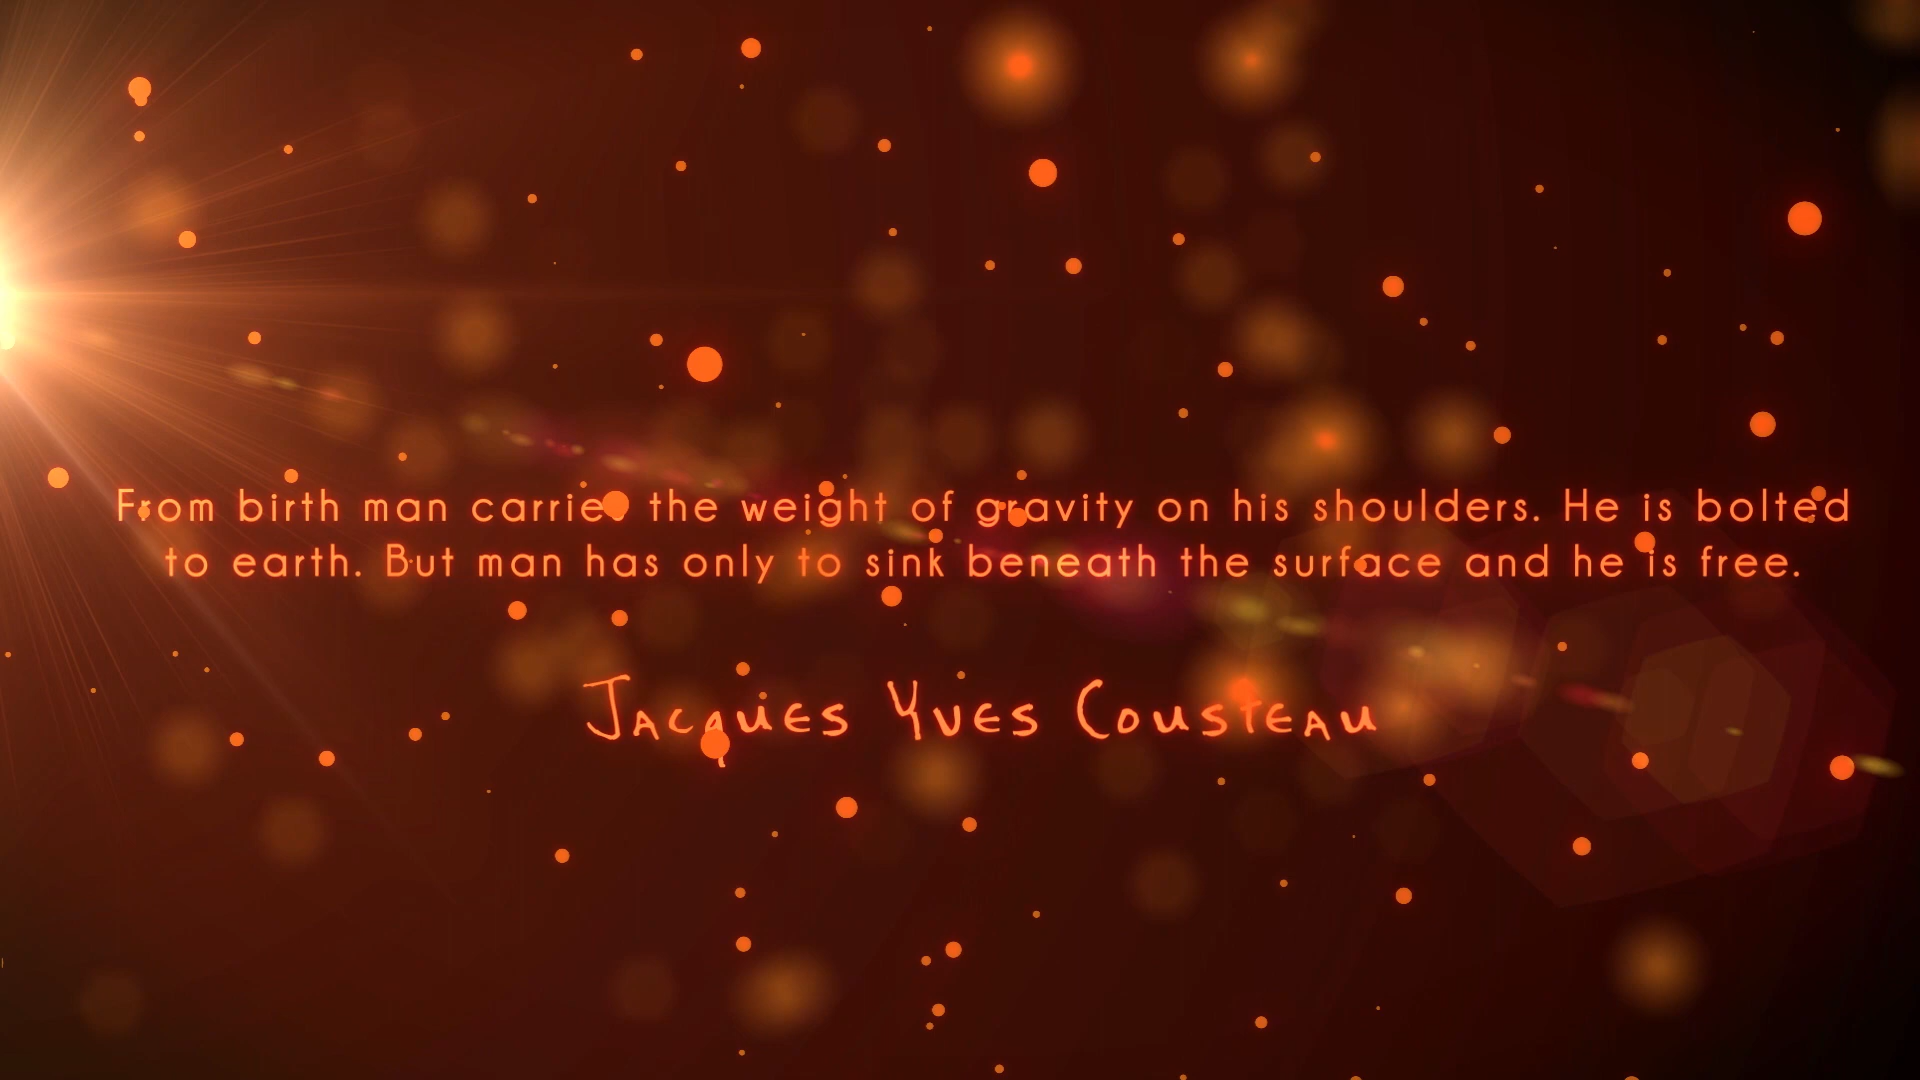 From birth man carries the weight of gravity on his shoulders. He is bolted
to earth. But man has only to sink beneath the surface and he is free.
Jacques Yves Cousteau